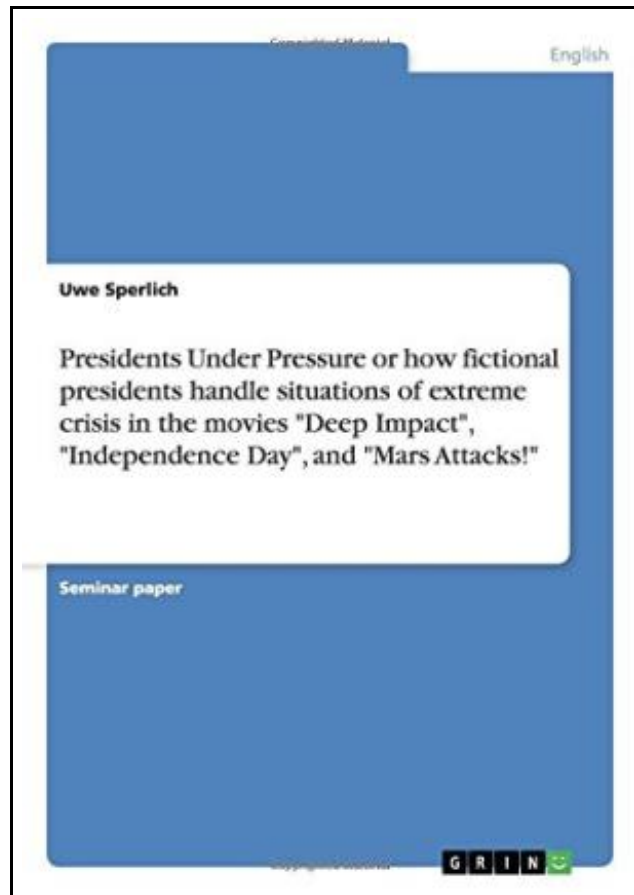 English
Uwe Sperlich
Presidents Under Pressure or how fictional
presidents handle situations of extreme
crisis in the movies "Deep Impact",
"Independence Day", and "Mars Attacks!"
Seminar paper
GRIN